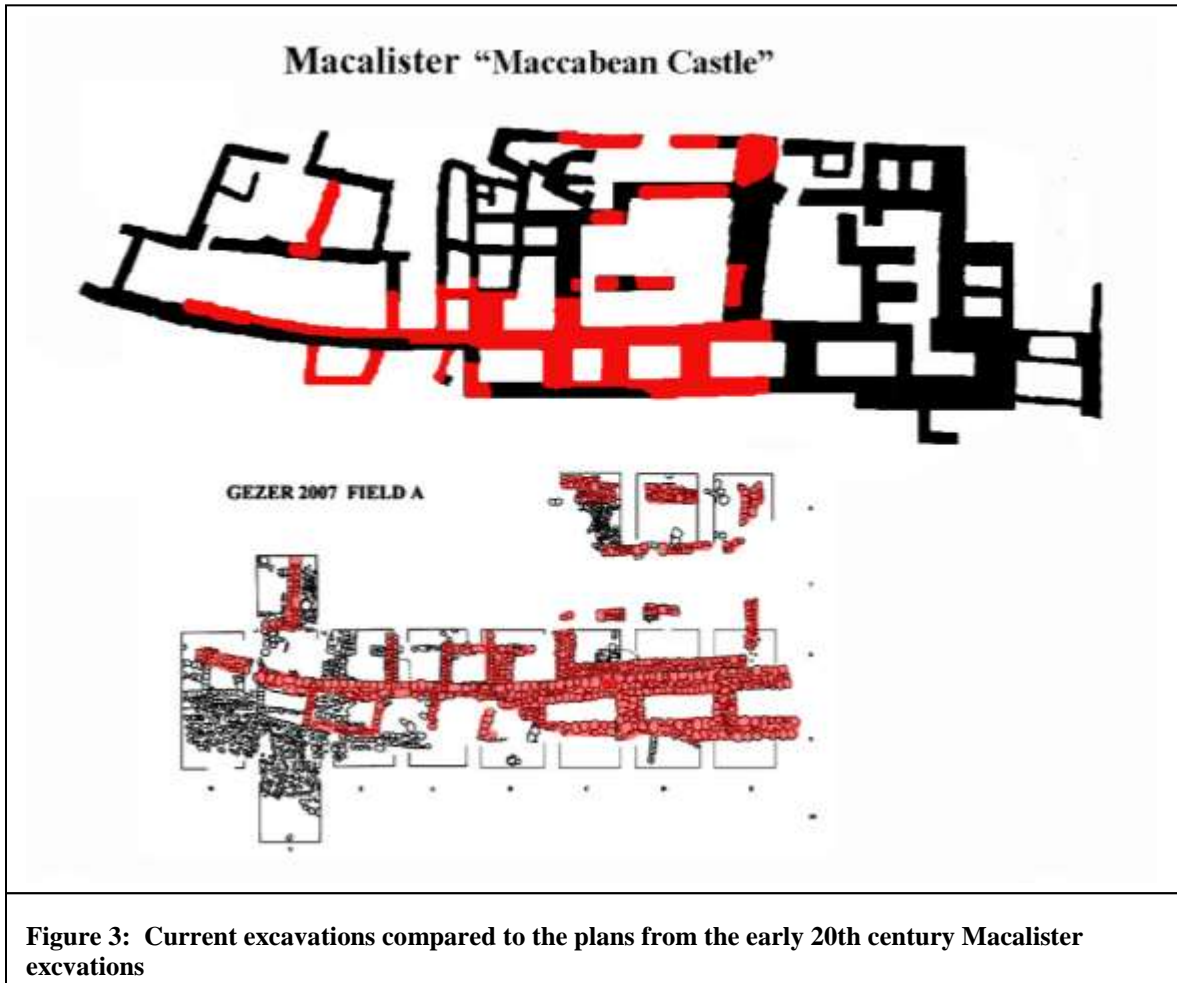 Macalister “Maccabean Castle”
GEZER 2007 FIELD A
Figure 3:  Current excavations compared to the plans from the early 20th century Macalister
excvations